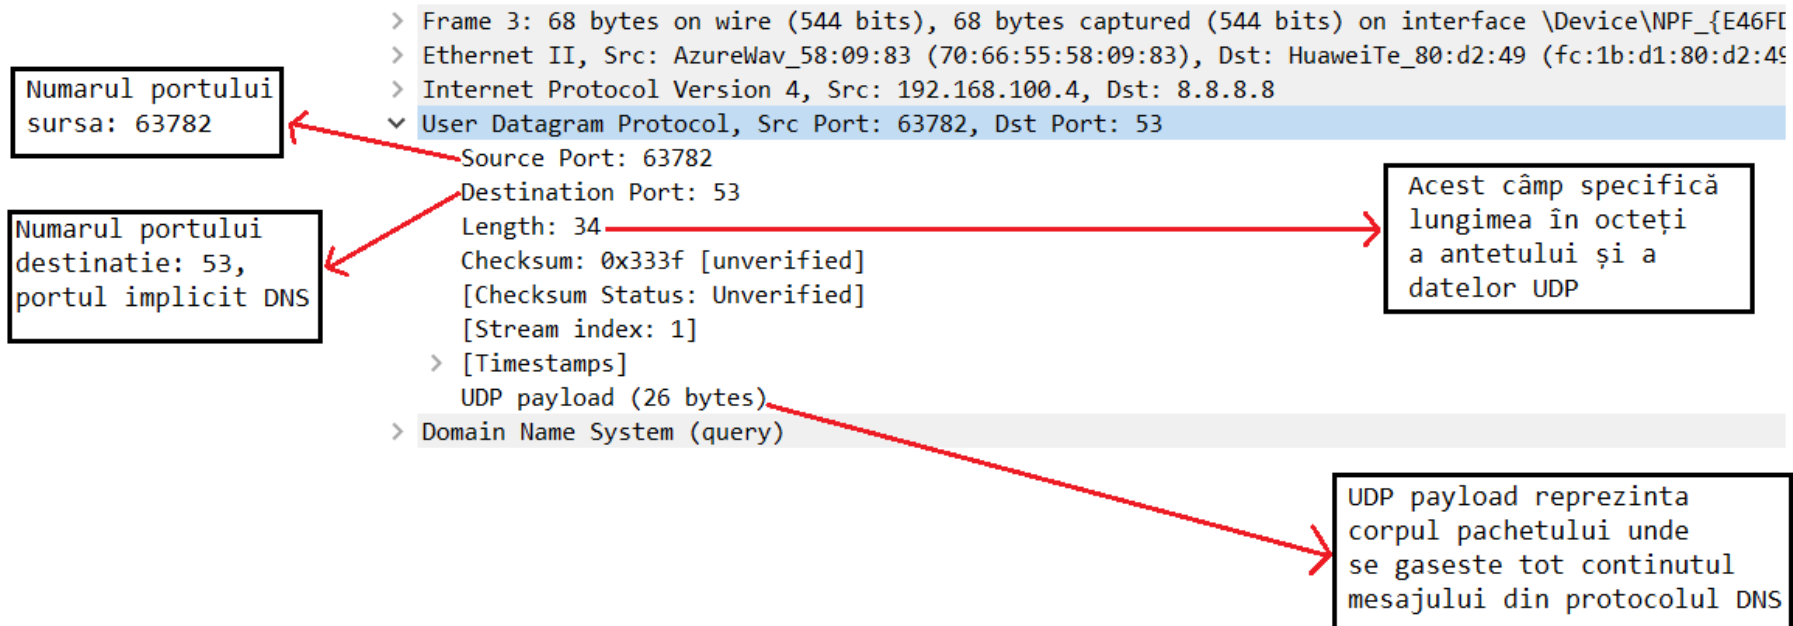 Frame 3: 68 bytes on wire (544 bits), 68 bytes captured (544 bits) on interface \Device\NPF_{E46F
Ethernet II, Src: AzureWav_58:09:83 (70:66:55:58:09:83), Dst: HuaweiTe_80:d2:49 (fc:1b:d1:80:d2:49
Internet Protocol Version 4, Src: 192.168.100.4, Dst: 8.8.8.8
User Datagram Protocol, Src Port: 63782, Dst Port: 53
Source Port: 63782
Destination Port: 53
Length: 34
Checksum: 0x333f [unverified]
[Checksum Status: Unverified]
[Stream index: 1]
[Timestamps]
UDP payload (26 bytes)
Domain Name System (query)
Numarul portului
sursa: 63782
Numarul portului
destinatie: 53,
portul implicit DNS
Acest câmp specifică
lungimea în octeți
a antetului și a
datelor UDP
UDP payload reprezinta
corpul pachetului unde
se gaseste tot continutul
mesajului din protocolul DNS